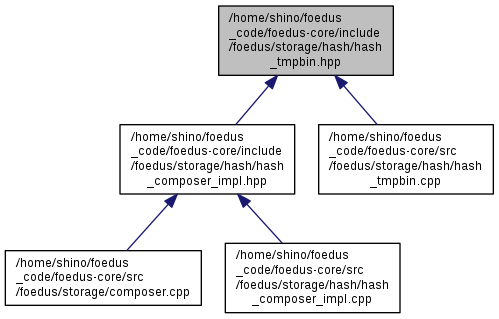 /home/shino/foedus
_code/foedus-core/include
/foedus/storage/hash/hash
_tmpbin.hpp
/home/shino/foedus
_code/foedus-core/include
/foedus/storage/hash/hash
_composer_impl.hpp
/home/shino/foedus
_code/foedus-core/src
/foedus/storage/hash/hash
_tmpbin.cpp
/home/shino/foedus
_code/foedus-core/src
/foedus/storage/composer.cpp
/home/shino/foedus
_code/foedus-core/src
/foedus/storage/hash/hash
_composer_impl.cpp